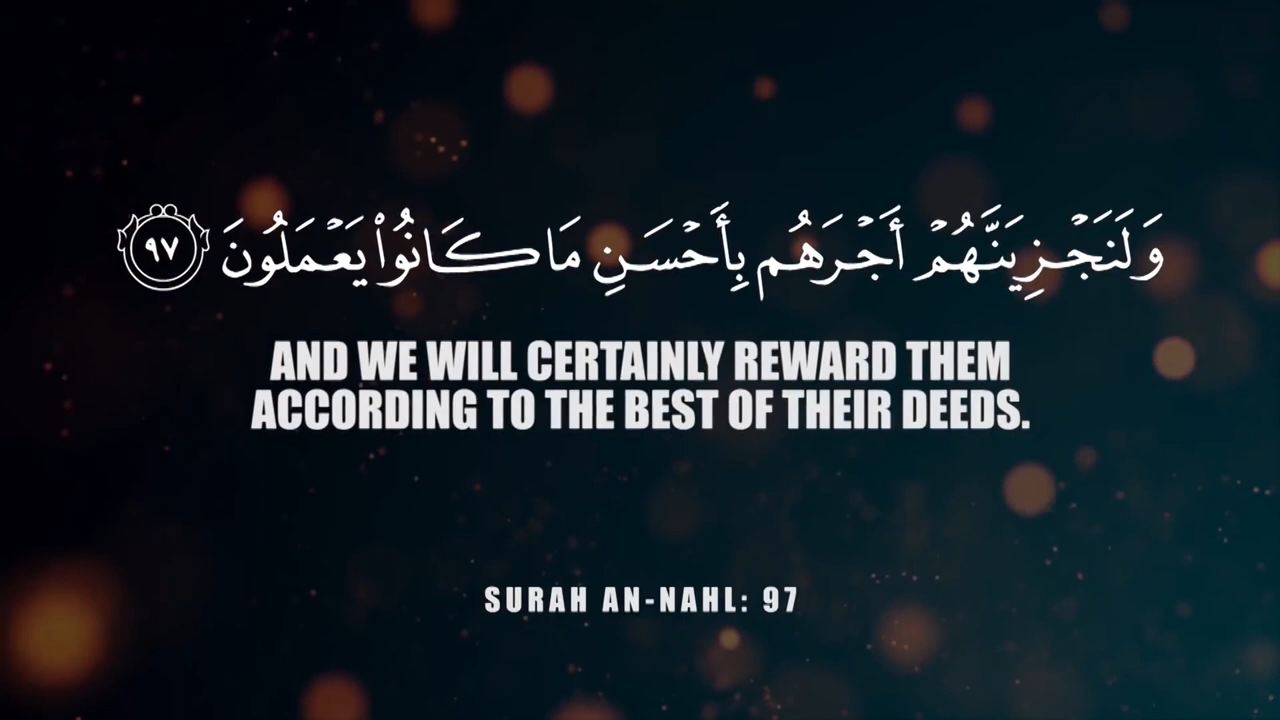 وَلَنَجْزِيَنَّهُمْ أَجْرَهُم بِأَحْسَنِ مَا كَانُوا۟ يَعْمَلُونَ ٩٧
AND WE WILL CERTAINLY REWARD THEM
ACCORDING TO THE BEST OF THEIR DEEDS.
SURAH AN-NAHL: 97